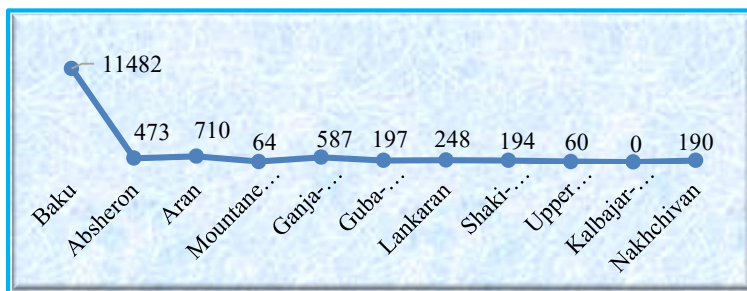 11482
473
710
64
587
197
248
194
60
0
190
Baku
Absheron
Aran
Mountane…
Ganja-…
Guba-…
Lankaran
Shaki-…
Upper…
Kalbajar-…
Nakhchivan